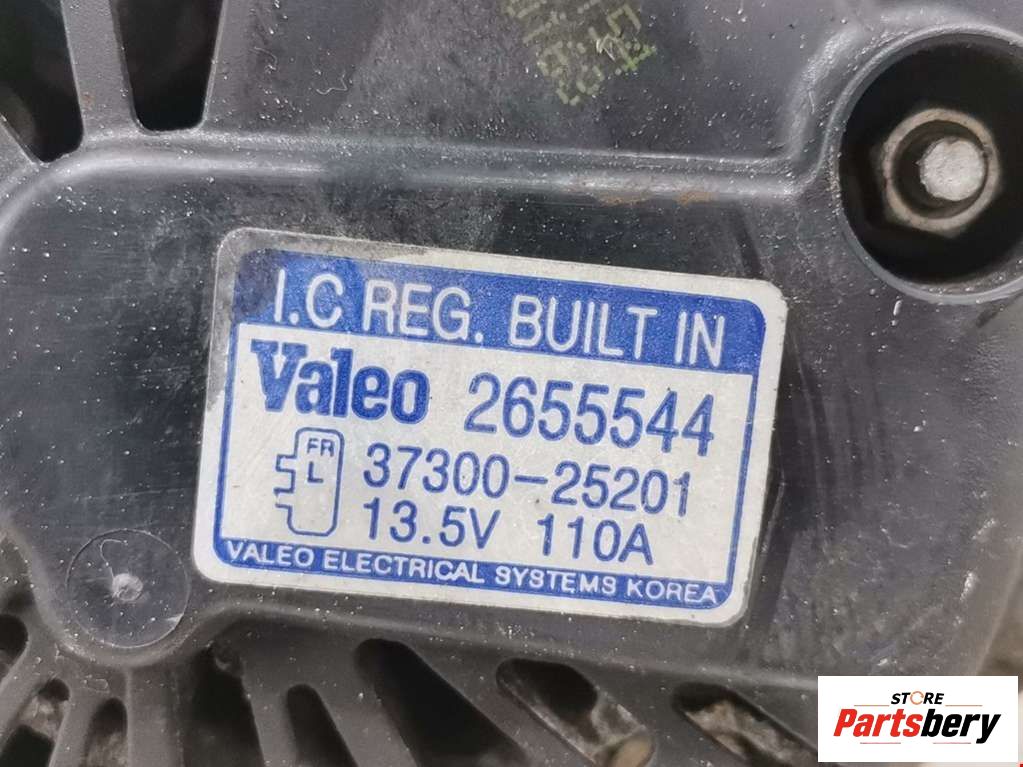 I.C REG. BUILT IN
Valeo 2655544
FR
L
37300-25201
13.5V 110A
VALEO ELECTRICAL SYSTEMS KOREA
STORE
Partsbery